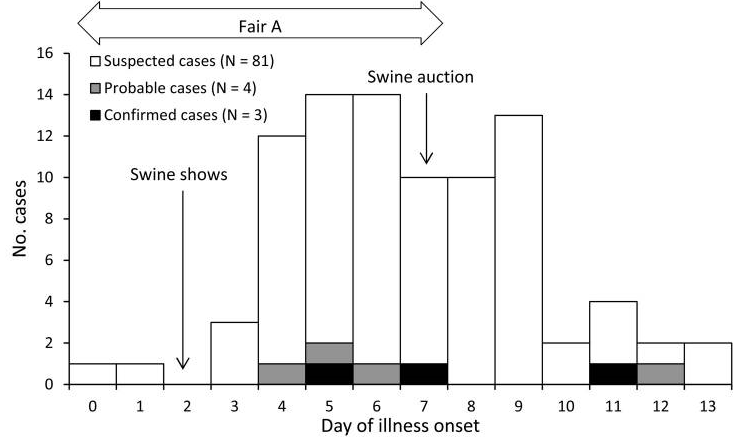 Fair A
16
14
12
10
8
6
4
2
0
No. cases
Suspected cases (N = 81)
Probable cases (N = 4)
Confirmed cases (N = 3)
Swine auction
Swine shows
0 1 2 3 4 5 6 7 8 9 10 11 12 13
Day of illness onset